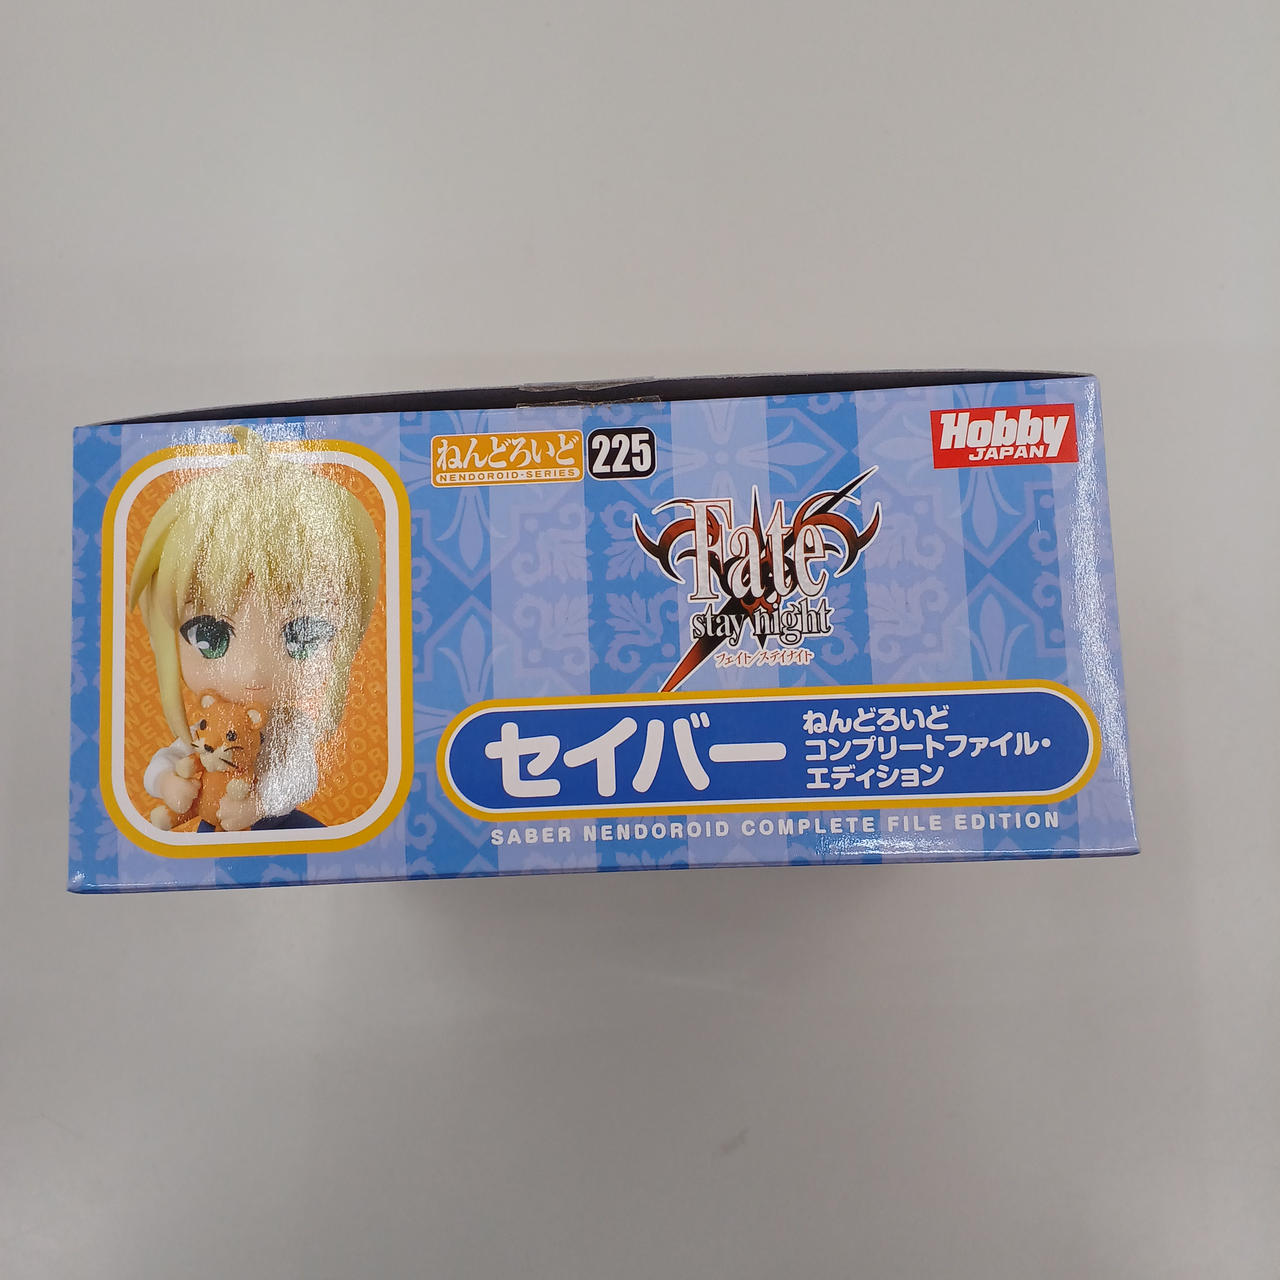 ねんどろいど
NENDOROID-SERIES
225
Hobby
JAPAN
Fate
stay night
フェイト/ステイナイト
セイバー
ねんどろいど
コンプリートファイル・
エディション
SABER NENDOROID COMPLETE FILE EDITION